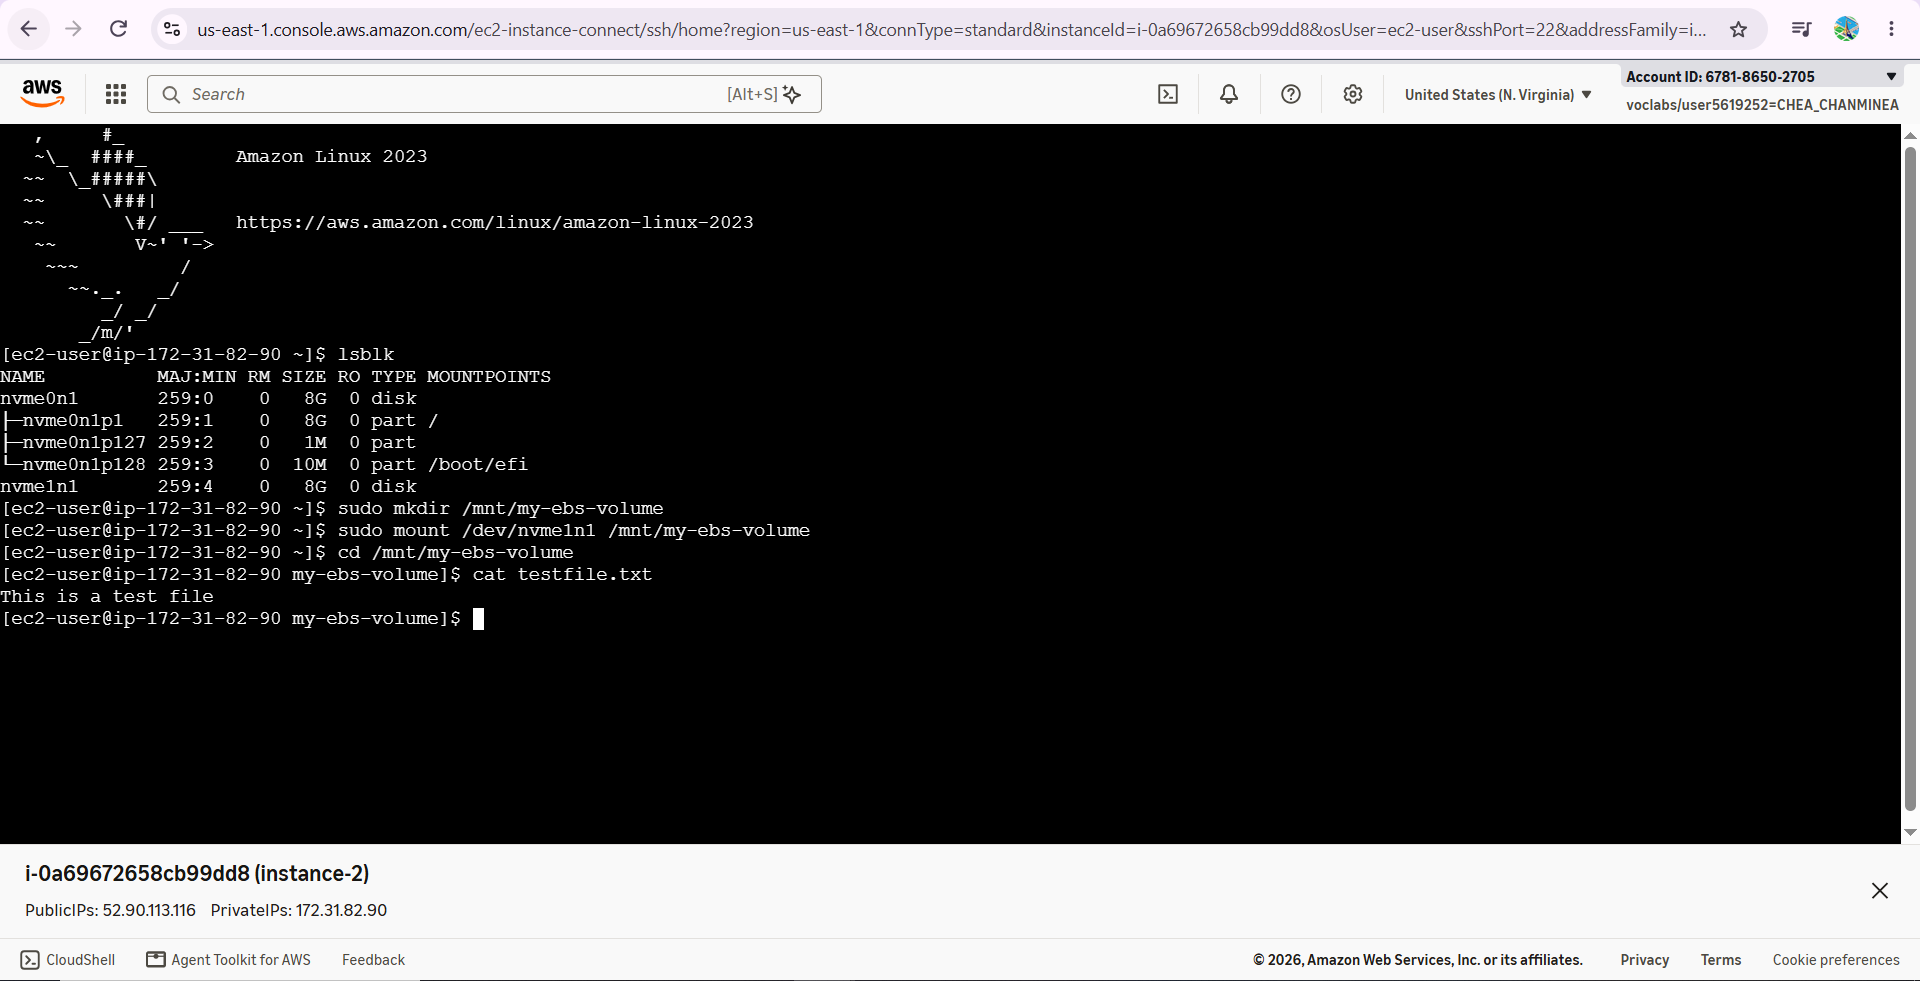 us-east-1.console.aws.amazon.com/ec2-instance-connect/ssh/home?region=us-east-1&connType=standard&instanceId=i-0a69672658cb99dd8&osUser=ec2-user&sshPort=22&addressFamily=i...
aws
Search [Alt+S]
United States (N. Virginia)
Account ID: 6781-8650-2705
voclabs/user5619252=CHEA_CHANMINEA
   ,     #_
   ~\_  ####_        Amazon Linux 2023
  ~~  \_#####\
  ~~     \###|
  ~~       \#/ ___   https://aws.amazon.com/linux/amazon-linux-2023
   ~~       V~' '->
    ~~~         /
      ~~._.   _/
         _/ _/
       _/m/'
[ec2-user@ip-172-31-82-90 ~]$ lsblk
NAME          MAJ:MIN RM SIZE RO TYPE MOUNTPOINTS
nvme0n1       259:0    0   8G  0 disk
├─nvme0n1p1   259:1    0   8G  0 part /
├─nvme0n1p127 259:2    0   1M  0 part
└─nvme0n1p128 259:3    0  10M  0 part /boot/efi
nvme1n1       259:4    0   8G  0 disk
[ec2-user@ip-172-31-82-90 ~]$ sudo mkdir /mnt/my-ebs-volume
[ec2-user@ip-172-31-82-90 ~]$ sudo mount /dev/nvme1n1 /mnt/my-ebs-volume
[ec2-user@ip-172-31-82-90 ~]$ cd /mnt/my-ebs-volume
[ec2-user@ip-172-31-82-90 my-ebs-volume]$ cat testfile.txt
This is a test file
[ec2-user@ip-172-31-82-90 my-ebs-volume]$
i-0a69672658cb99dd8 (instance-2)
PublicIPs: 52.90.113.116 PrivateIPs: 172.31.82.90
CloudShell Agent Toolkit for AWS Feedback © 2026, Amazon Web Services, Inc. or its affiliates. Privacy Terms Cookie preferences